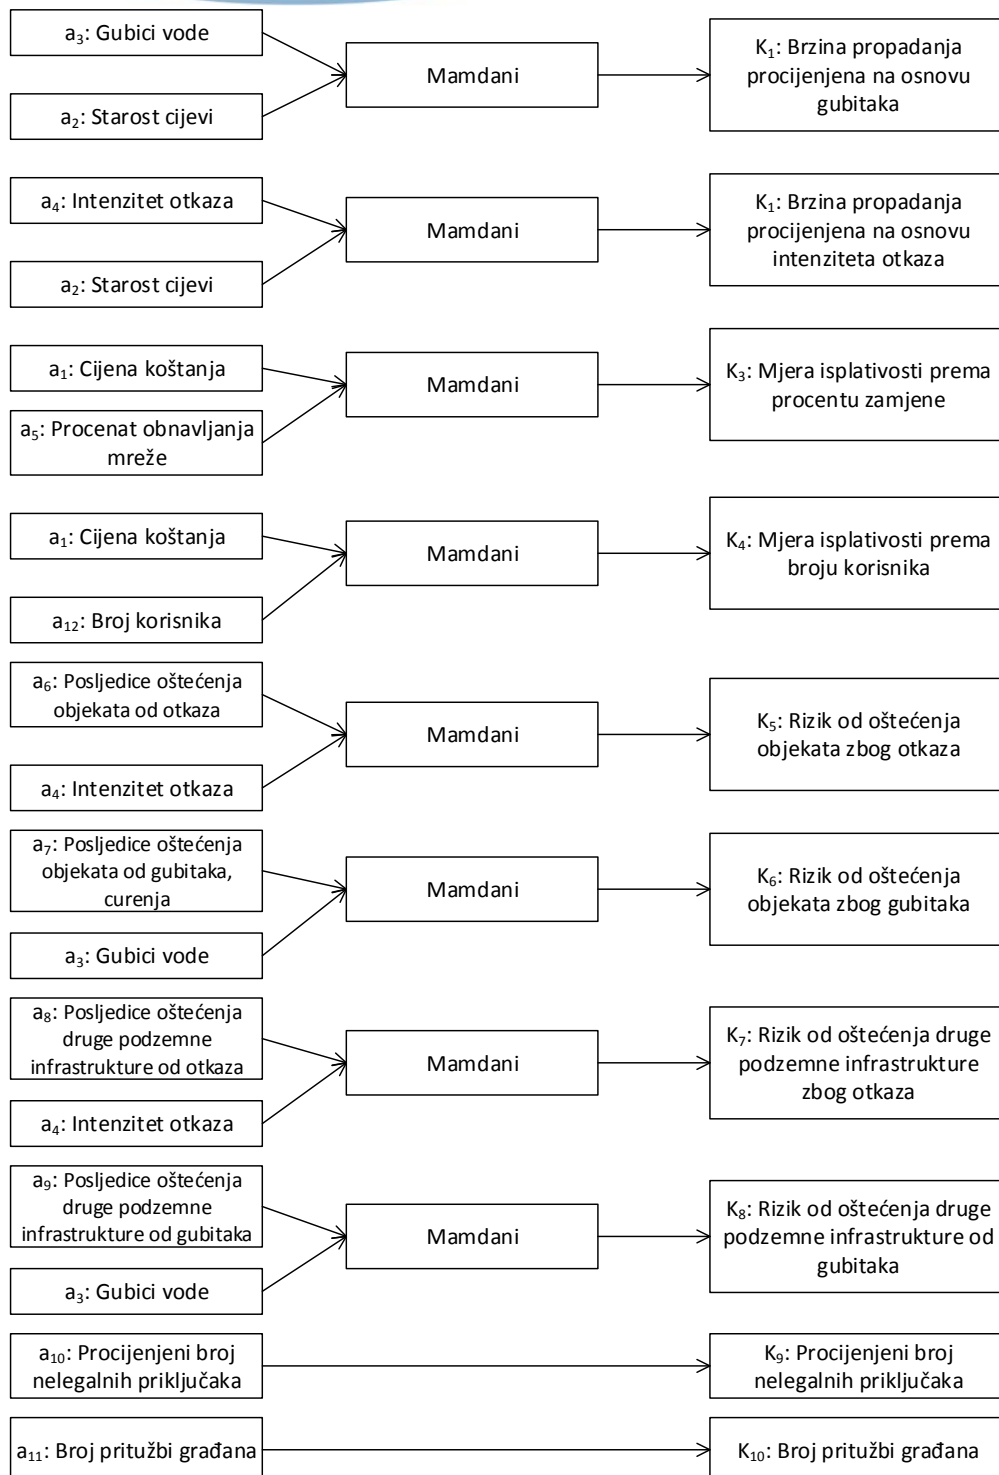 a₃: Gubici vode
a₂: Starost cijevi
Mamdani
K₁: Brzina propadanja
procijenjena na osnovu
gubitaka
a₄: Intenzitet otkaza
a₂: Starost cijevi
Mamdani
K₁: Brzina propadanja
procijenjena na osnovu
intenziteta otkaza
a₁: Cijena koštanja
a₅: Procenat obnavljanja
mreže
Mamdani
K₃: Mjera isplativosti prema
procentu zamjene
a₁: Cijena koštanja
a₁₂: Broj korisnika
Mamdani
K₄: Mjera isplativosti prema
broju korisnika
a₆: Posljedice oštećenja
objekata od otkaza
a₄: Intenzitet otkaza
Mamdani
K₅: Rizik od oštećenja
objekata zbog otkaza
a₇: Posljedice oštećenja
objekata od gubitaka,
curenja
a₃: Gubici vode
Mamdani
K₆: Rizik od oštećenja
objekata zbog gubitaka
a₈: Posljedice oštećenja
druge podzemne
infrastrukture od otkaza
a₄: Intenzitet otkaza
Mamdani
K₇: Rizik od oštećenja druge
podzemne infrastrukture
zbog otkaza
a₉: Posljedice oštećenja
druge podzemne
infrastrukture od gubitaka
a₃: Gubici vode
Mamdani
K₈: Rizik od oštećenja druge
podzemne infrastrukture od
gubitaka
a₁₀: Procijenjeni broj
nelegalnih priključaka
K₉: Procijenjeni broj
nelegalnih priključaka
a₁₁: Broj pritužbi građana
K₁₀: Broj pritužbi građana